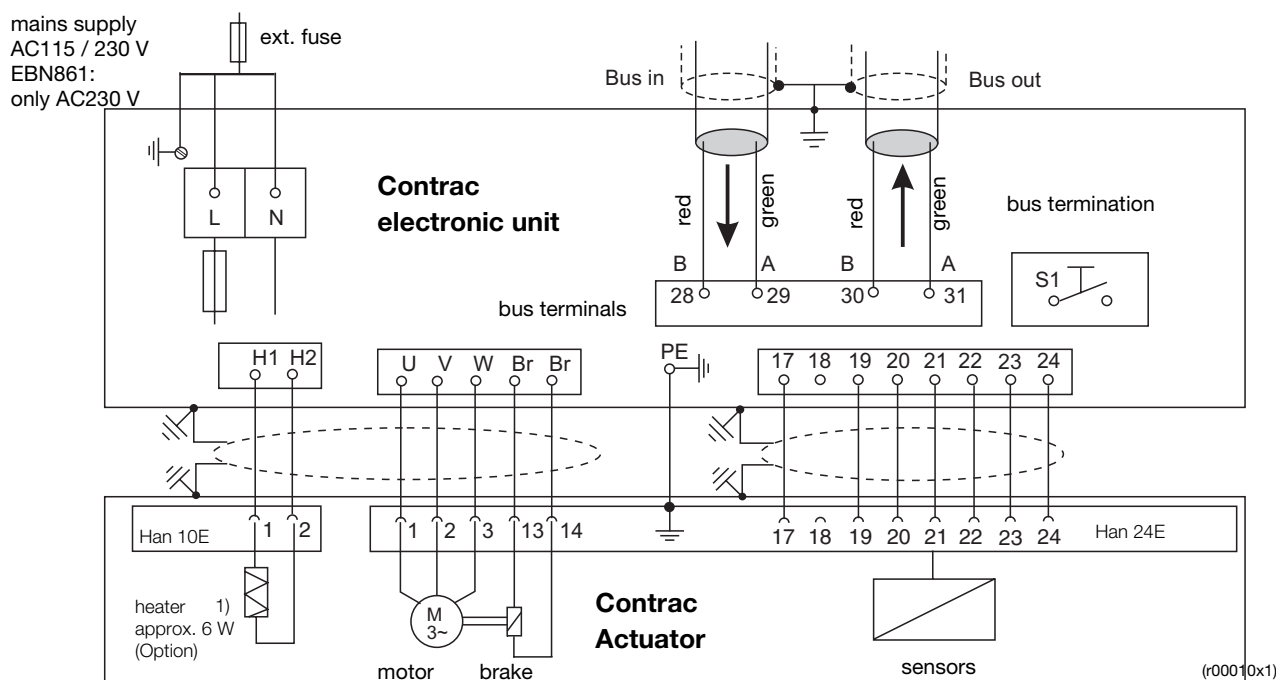 mains supply
AC115 / 230 V
EBN861:
only AC230 V
ext. fuse
Bus in
Bus out
L N
Contrac
electronic unit
red green red green
bus termination
B A B A
28 29 30 31
S1
bus terminals
H1 H2
U V W Br Br
PE
17 18 19 20 21 22 23 24
Han 10E
1 2
1 2 3 13 14
17 18 19 20 21 22 23 24
Han 24E
heater 1)
approx. 6 W
(Option)
M
3~
motor
brake
Contrac
Actuator
sensors
(r00010x1)